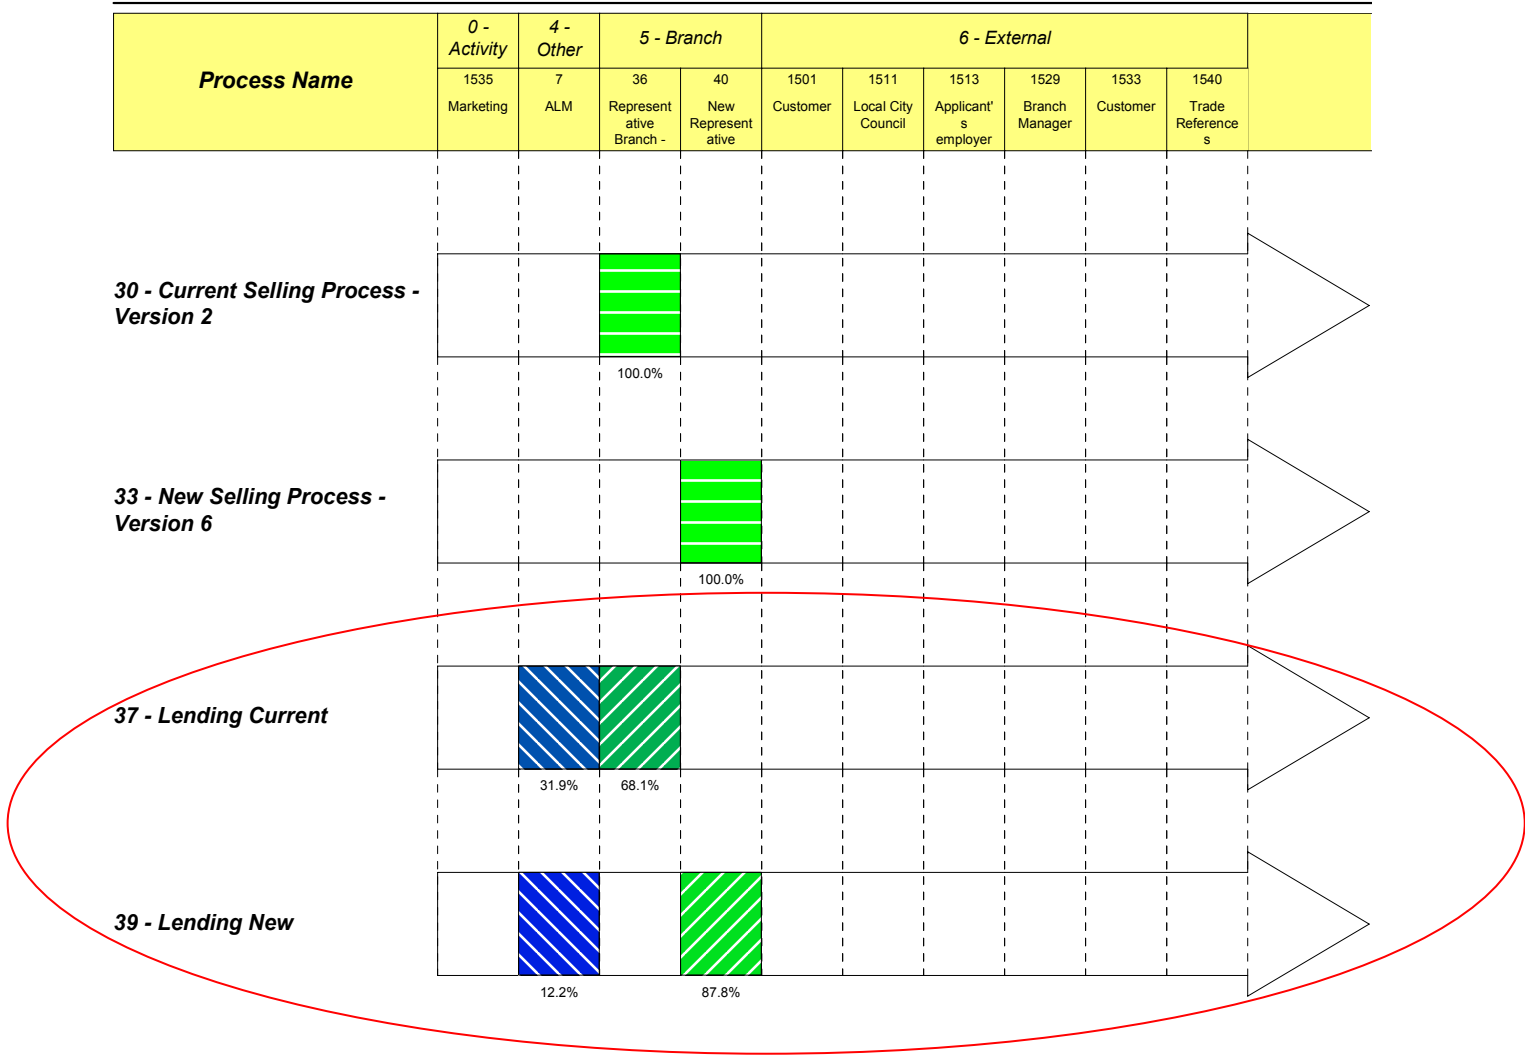 Process Name
0 -
Activity
4 -
Other
5 - Branch
6 - External
1535
7
36
40
1501
1511
1513
1529
1533
1540
Marketing
ALM
Represent
ative
Branch -
New
Represent
ative
Customer
Local City
Council
Applicant'
s
employer
Branch
Manager
Customer
Trade
Reference
s
30 - Current Selling Process -
Version 2
100.0%
33 - New Selling Process -
Version 6
100.0%
37 - Lending Current
31.9%
68.1%
39 - Lending New
12.2%
87.8%